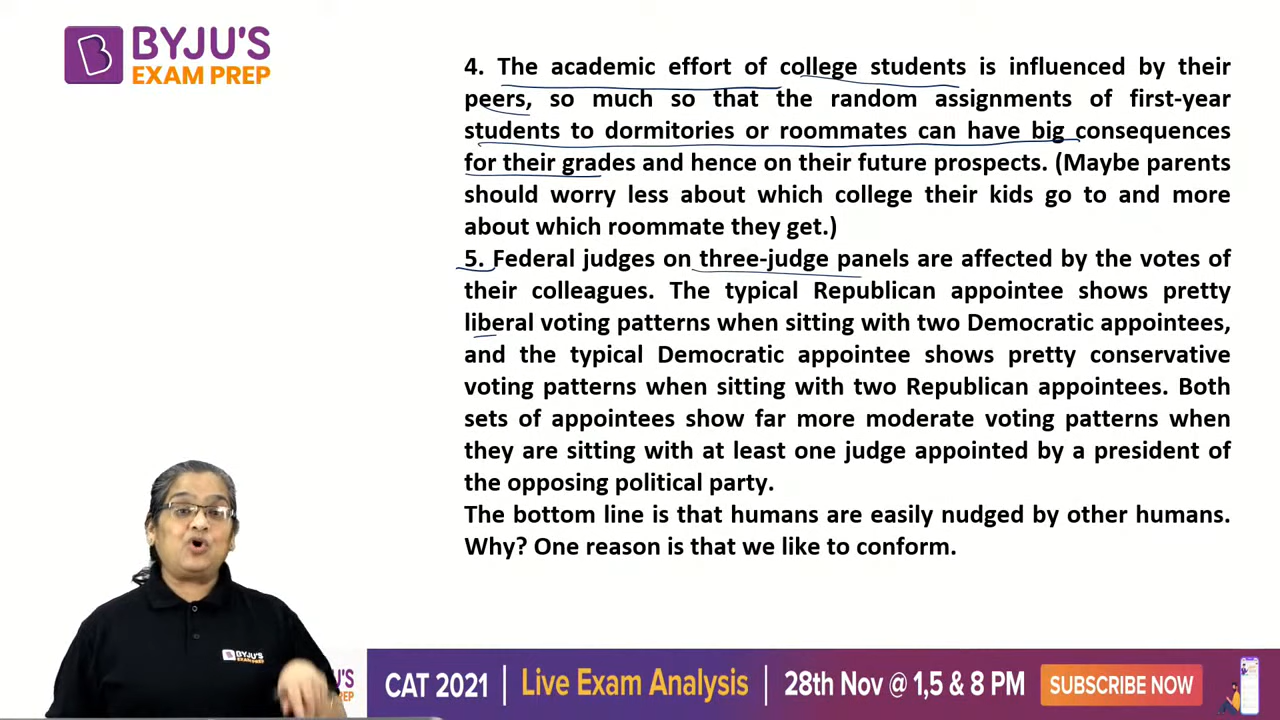 BYJU'S
EXAM PREP
4. The academic effort of college students is influenced by their
peers, so much so that the random assignments of first-year
students to dormitories or roommates can have big consequences
for their grades and hence on their future prospects. (Maybe parents
should worry less about which college their kids go to and more
about which roommate they get.)
5. Federal judges on three-judge panels are affected by the votes of
their colleagues. The typical Republican appointee shows pretty
liberal voting patterns when sitting with two Democratic appointees,
and the typical Democratic appointee shows pretty conservative
voting patterns when sitting with two Republican appointees. Both
sets of appointees show far more moderate voting patterns when
they are sitting with at least one judge appointed by a president of
the opposing political party.
The bottom line is that humans are easily nudged by other humans.
Why? One reason is that we like to conform.
BYJU'S
EXAM PREP
JU'S
PREP
CAT 2021 | Live Exam Analysis | 28th Nov @ 1,5 & 8 PM
SUBSCRIBE NOW